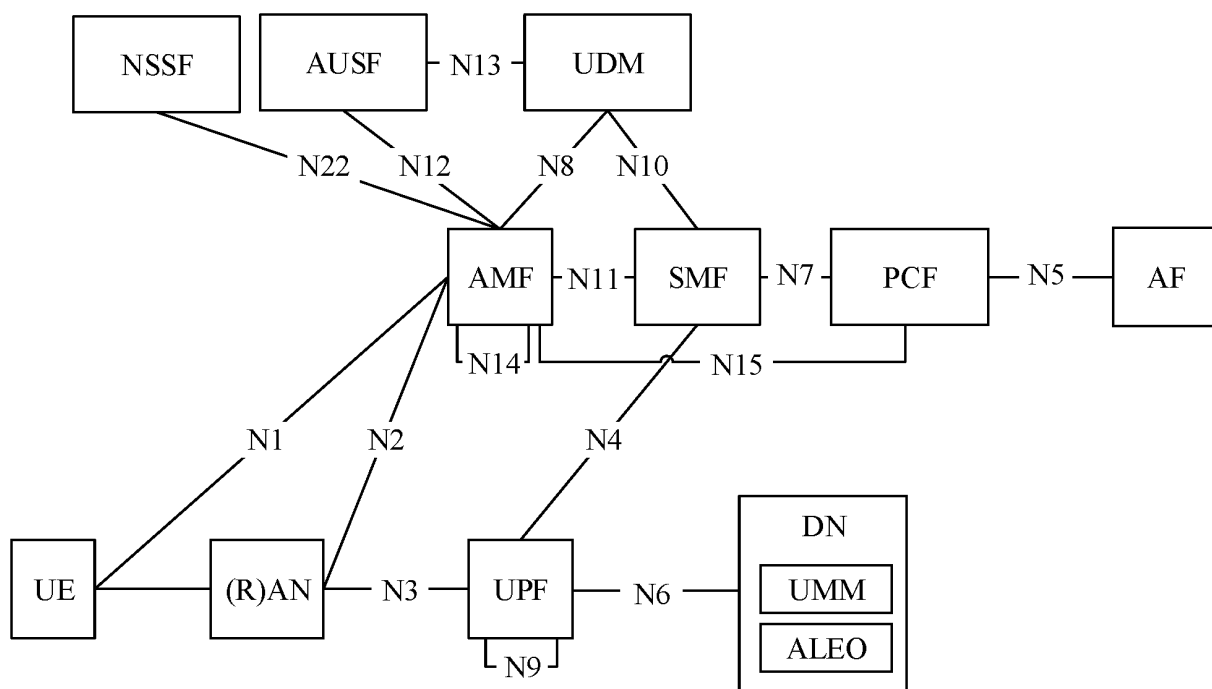 NSSF
AUSF
N13
UDM
N22
N12
N8
N10
AMF
N11
SMF
N7
PCF
N5
AF
N14
N15
N1
N2
N4
UE
(R)AN
N3
UPF
N6
DN
UMM
ALEO
N9